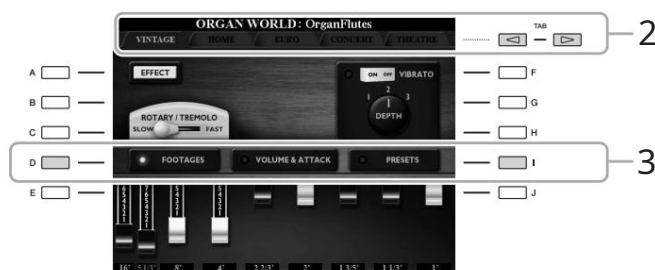 ORGAN WORLD: OrganFlutes
VINTAGE HOME EURO CONCERT THEATRE
TAB
2
A EFFECT ON OFF VIBRATO F
B 1 2 3 G
DEPTH
C ROTARY / TREMOLO H
SLOW FAST
D FOOTAGES VOLUME & ATTACK PRESETS I
3
E J
16' 5 1/3' 8' 4' 2 2/3' 2' 1 3/5' 1 1/3' 1'